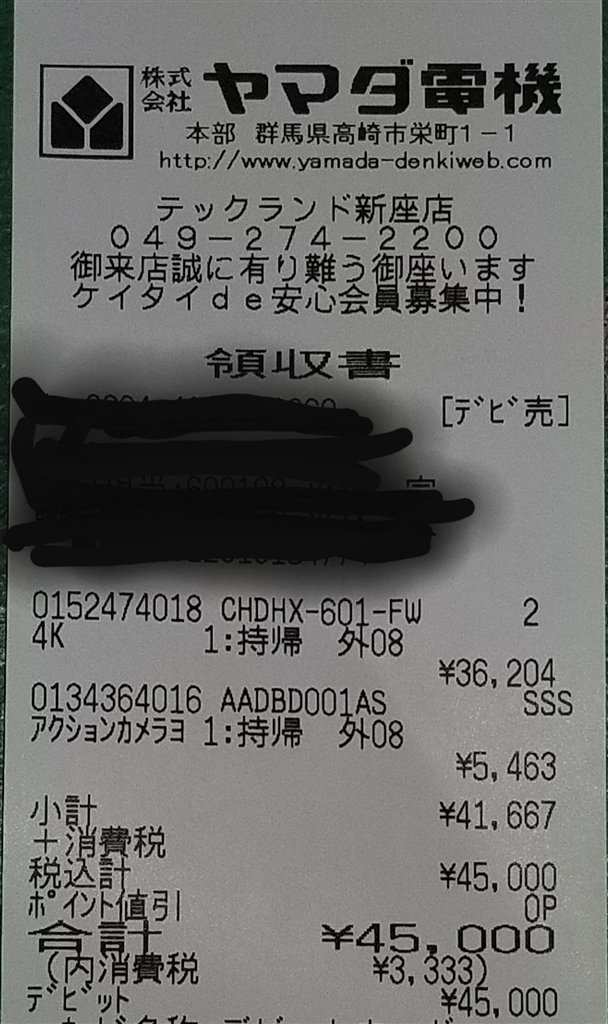 株式会社 ヤマダ電機
本部 群馬県高崎市栄町1-1
http://www.yamada-denkiweb.com
テックランド新座店
049-274-2200
御来店誠に有り難う御座います
ケイタイde安心会員募集中!
領収書
[デビ売]
0152474018 CHDHX-601-FW 2
4K 1:持帰 外08
¥36,204
0134364016 AADBD001AS SSS
アクションカメラヨ 1:持帰 外08
¥5,463
小計 ¥41,667
+消費税
税込計 ¥45,000
ポイント値引 0P
合計 ¥45,000
(内消費税 ¥3,333)
デビット ¥45,000